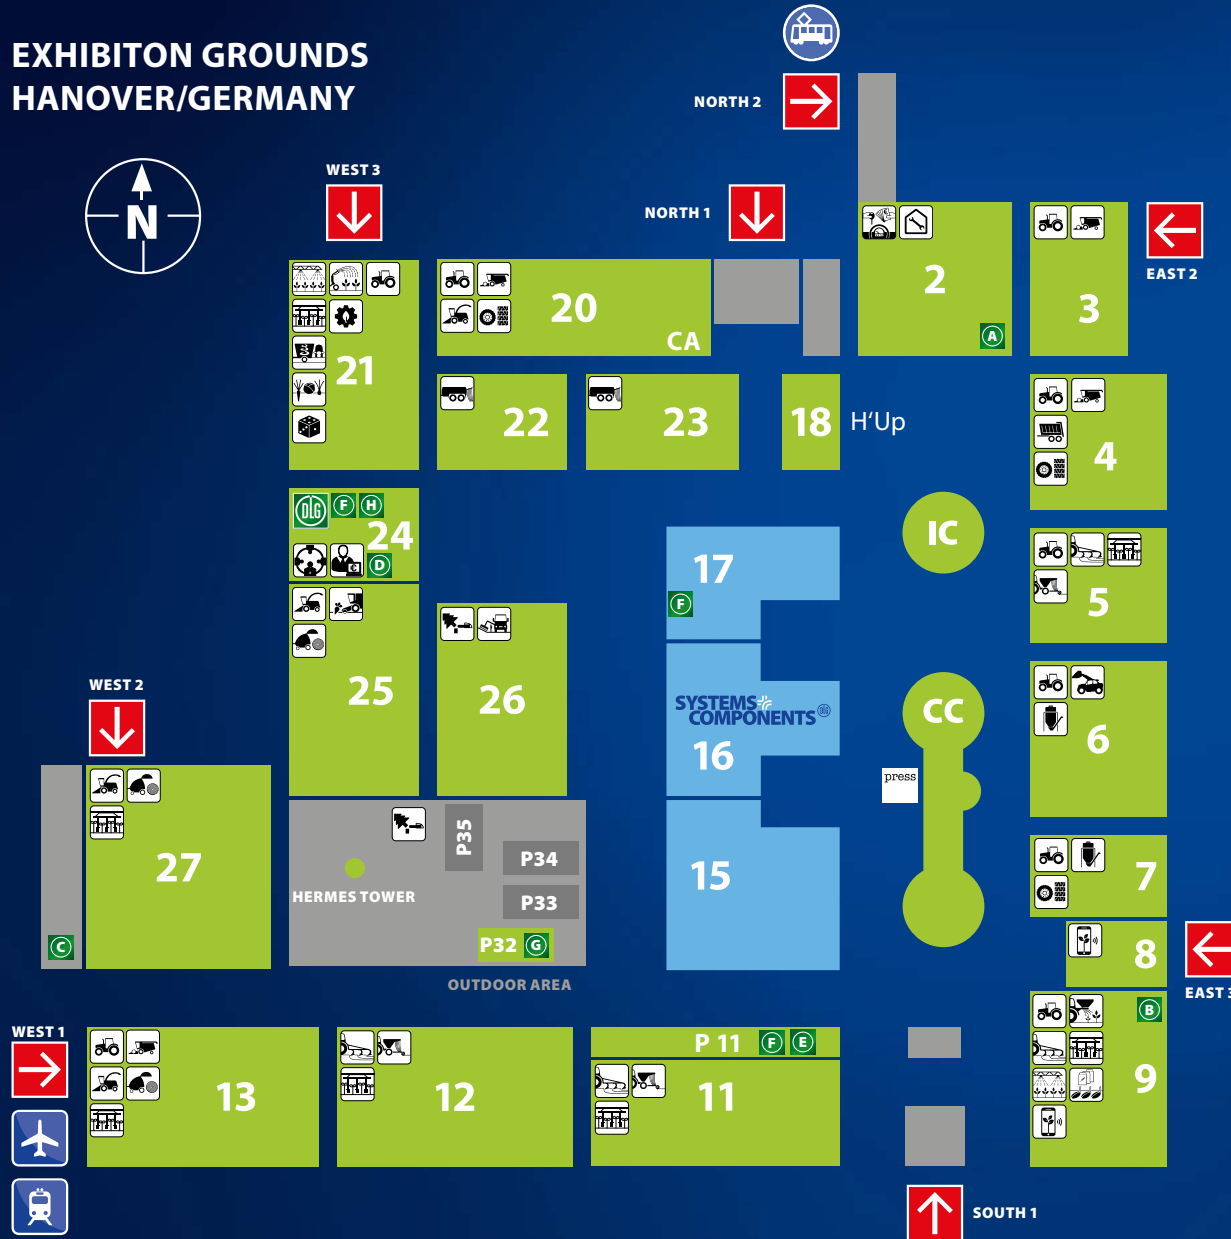 EXHIBITON GROUNDS
HANOVER/GERMANY
NORTH 2
WEST 3
NORTH 1
EAST 2
N
2
A
3
20
CA
21
22
23
18
H‘Up
4
DLG
F
H
24
D
17
F
IC
5
25
26
WEST 2
SYSTEMS
COMPONENTS DLG
16
CC
press
6
27
C
P35
P34
P33
HERMES TOWER
P32
G
OUTDOOR AREA
15
7
8
EAST 3
WEST 1
13
12
P 11
F
E
11
B
9
SOUTH 1